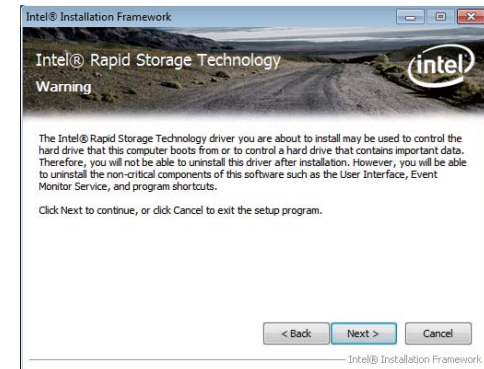 Intel® Installation Framework
Intel® Rapid Storage Technology
intel
Warning
The Intel® Rapid Storage Technology driver you are about to install may be used to control the
hard drive that this computer boots from or to control a hard drive that contains important data.
Therefore, you will not be able to uninstall this driver after installation. However, you will be able
to uninstall the non-critical components of this software such as the User Interface, Event
Monitor Service, and program shortcuts.
Click Next to continue, or click Cancel to exit the setup program.
< Back Next > Cancel
Intel® Installation Framework